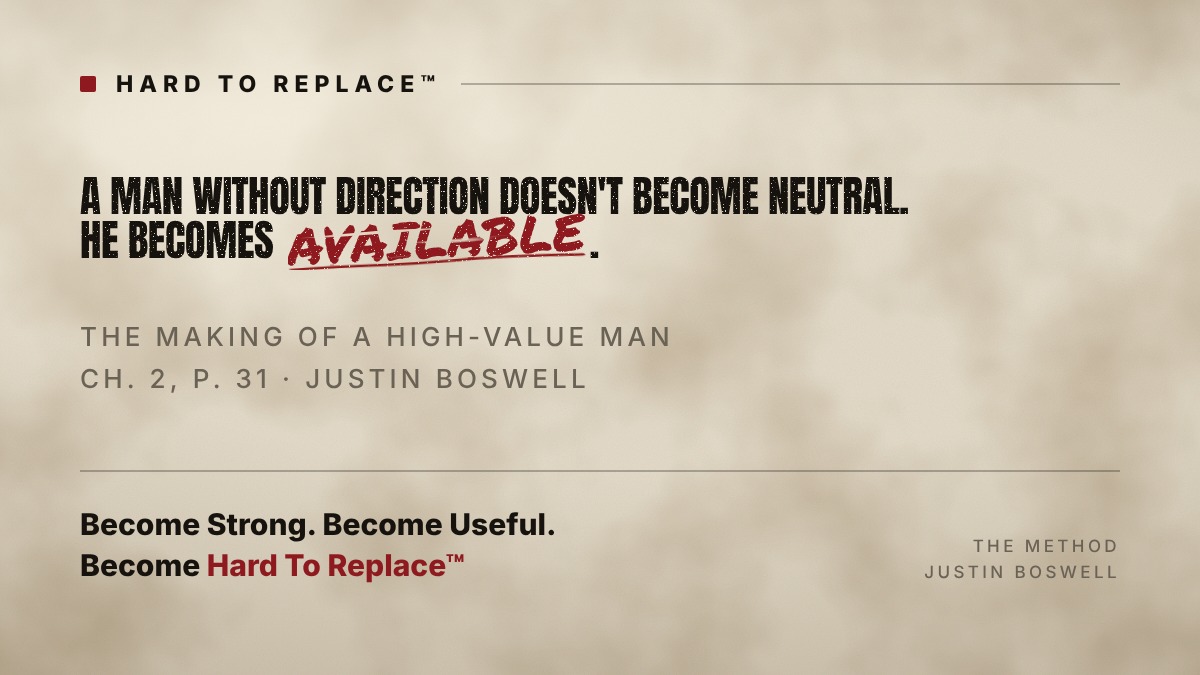 HARD TO REPLACE™
A MAN WITHOUT DIRECTION DOESN'T BECOME NEUTRAL.
HE BECOMES AVAILABLE.
THE MAKING OF A HIGH-VALUE MAN
CH. 2, P. 31 · JUSTIN BOSWELL
Become Strong. Become Useful.
Become Hard To Replace™
THE METHOD
JUSTIN BOSWELL